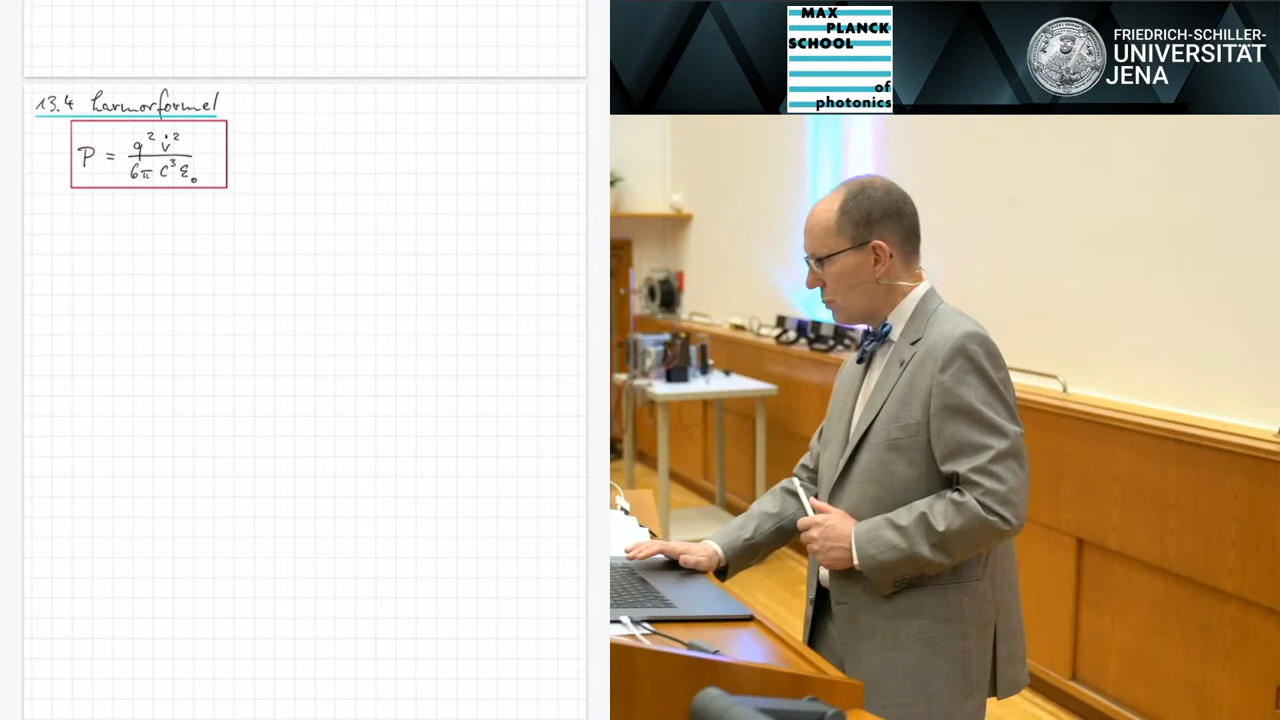 13.4 Larmorformel
P = q² v̇² / 6π c³ ε₀
MAX
PLANCK
SCHOOL
of
photonics
FRIEDRICH-SCHILLER-
UNIVERSITÄT
JENA